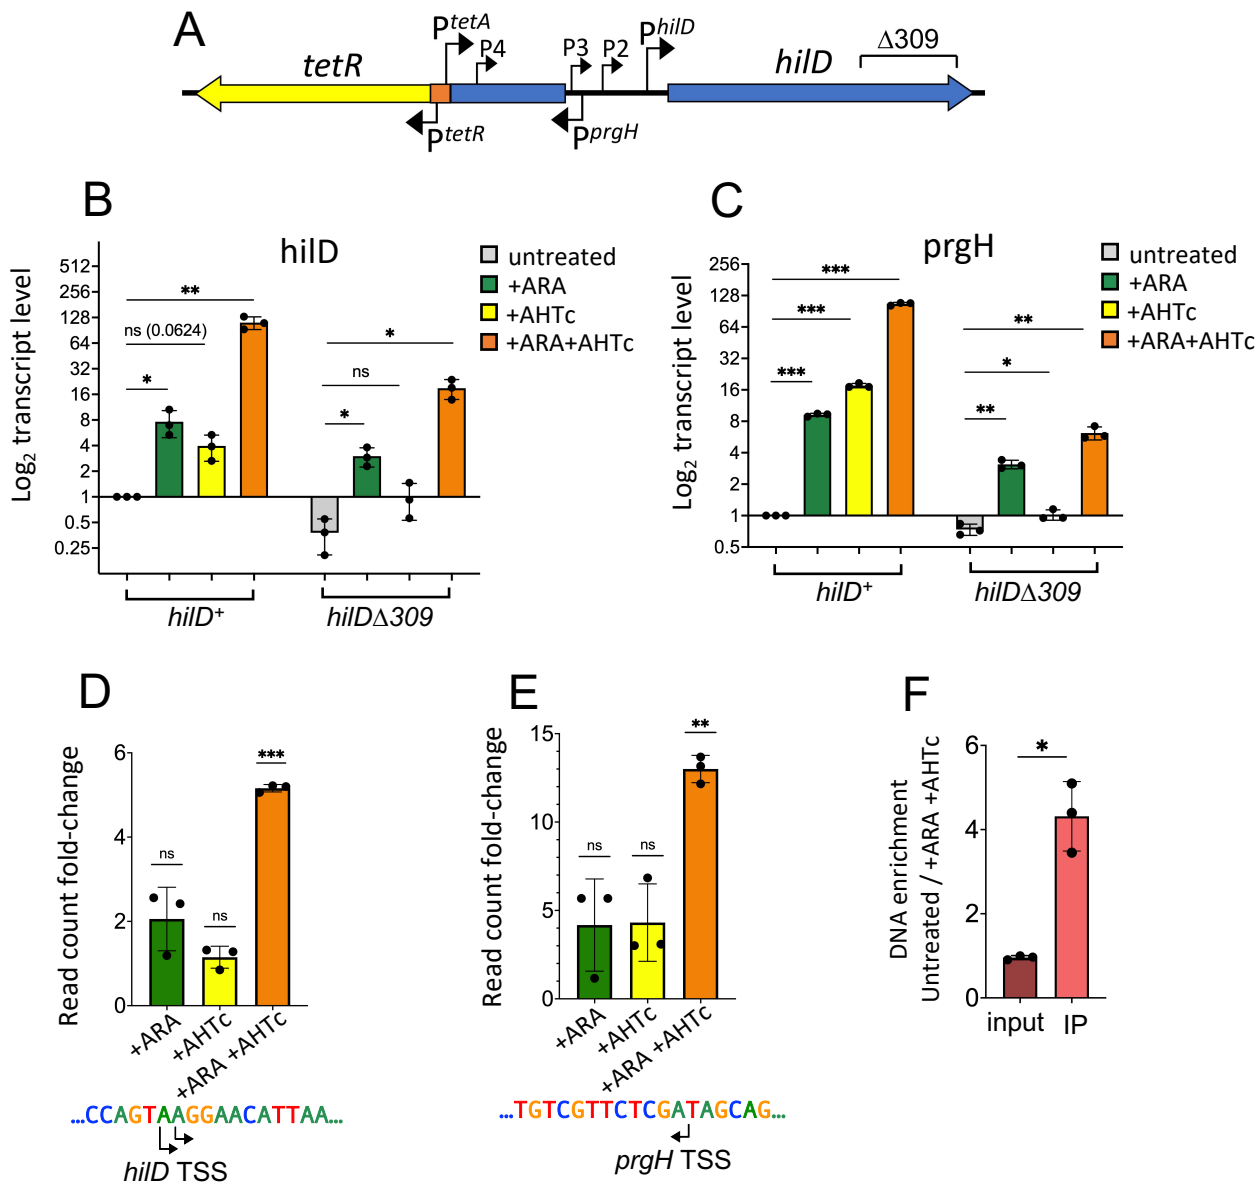 A
PtetA
P4
P3
P2
PhilD
Δ309
tetR
hilD
PtetR
PprgH
B
hilD
untreated
+ARA
+AHTc
+ARA+AHTc
Log2 transcript level
512
256
128
64
32
16
8
4
2
1
0.5
0.25
**
ns (0.0624)
*
*
ns
*
hilD+
hilDΔ309
C
prgH
untreated
+ARA
+AHTc
+ARA+AHTc
Log2 transcript level
256
128
64
32
16
8
4
2
1
0.5
***
***
***
**
*
**
hilD+
hilDΔ309
D
Read count fold-change
6
4
2
0
ns
ns
***
+ARA
+AHTc
+ARA +AHTc
...CCAGTAAGGAACATTAA...
hilD TSS
E
Read count fold-change
15
10
5
0
ns
ns
**
+ARA
+AHTc
+ARA +AHTc
...TGTCGTTCTCGATAGCAG...
prgH TSS
F
DNA enrichment
Untreated / +ARA +AHTc
6
4
2
0
*
input
IP